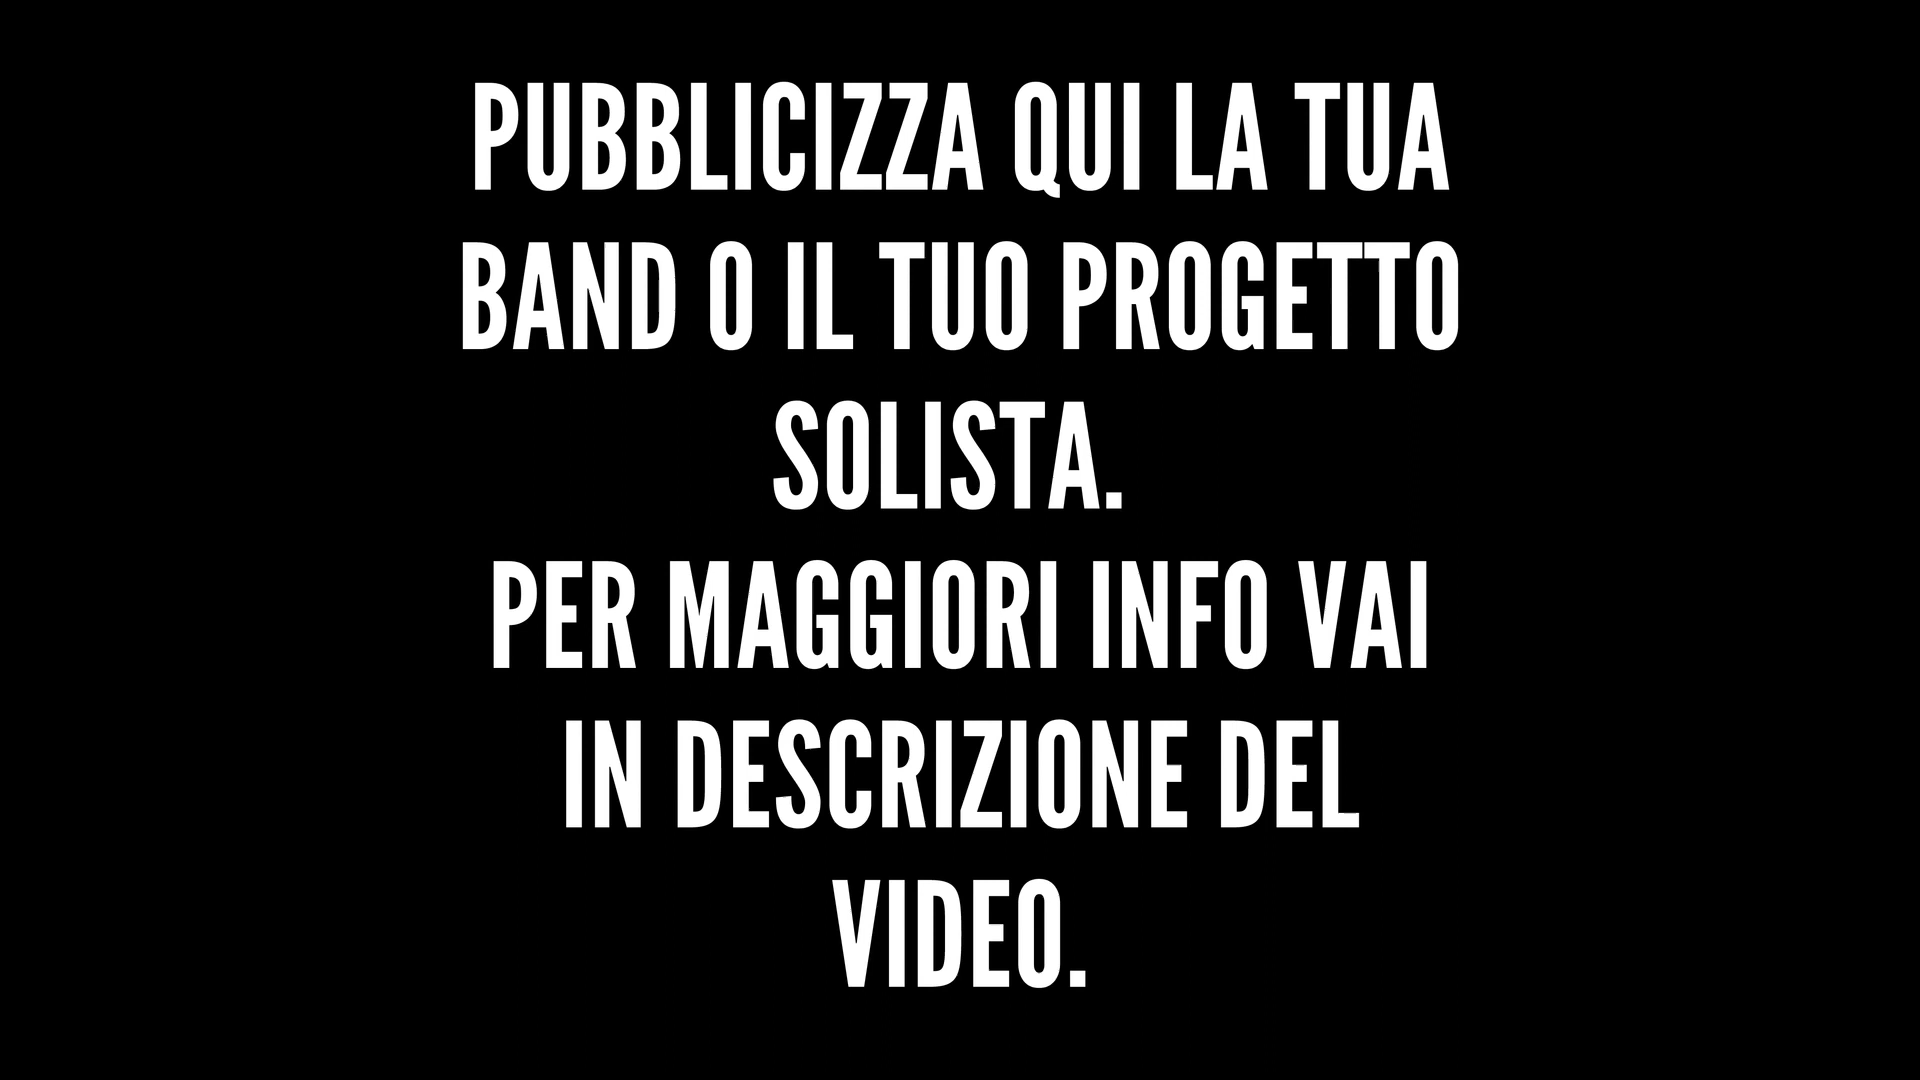 PUBBLICIZZA QUI LA TUA
BAND O IL TUO PROGETTO
SOLISTA.
PER MAGGIORI INFO VAI
IN DESCRIZIONE DEL
VIDEO.